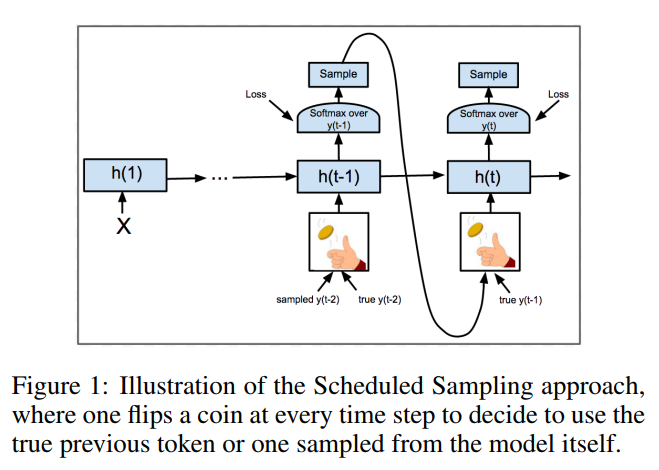 Sample
Sample
Loss
Loss
Softmax over
y(t-1)
Softmax over
y(t)
h(1)
...
h(t-1)
h(t)
X
sampled y(t-2)
true y(t-2)
true y(t-1)
Figure 1: Illustration of the Scheduled Sampling approach,
where one flips a coin at every time step to decide to use the
true previous token or one sampled from the model itself.